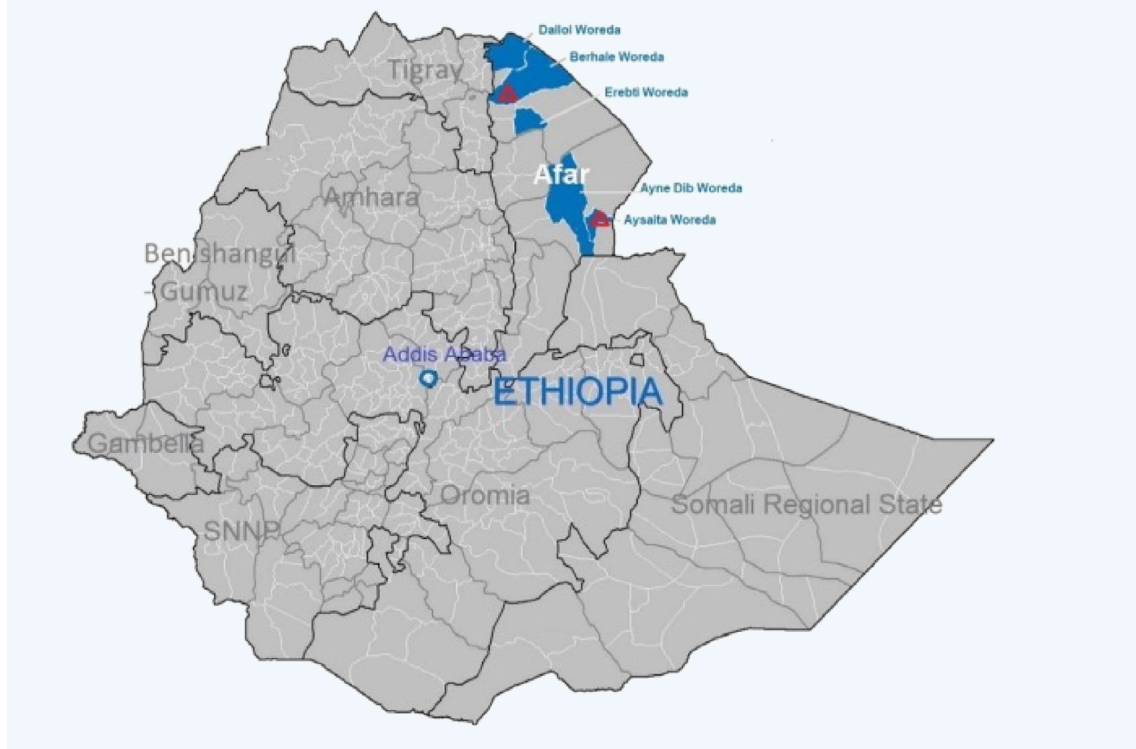 Dallol Woreda
Berhale Woreda
Tigray
Erebti Woreda
Afar
Ayne Dib Woreda
Amhara
Aysaita Woreda
Benishangul
- Gumuz
Addis Ababa
ETHIOPIA
Gambella
Oromia
Somali Regional State
SNNP